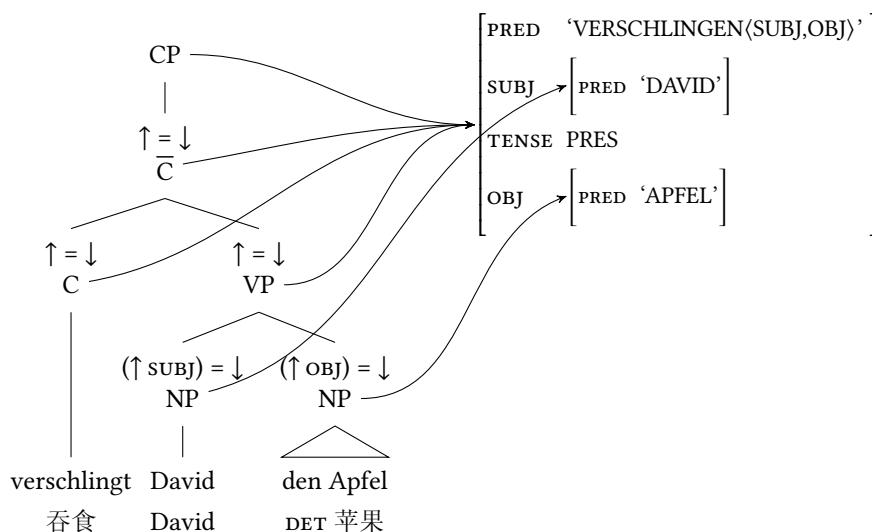 PRED ‘VERSCHLINGEN⟨SUBJ,OBJ⟩’
CP
SUBJ [PRED ‘DAVID’]
↑ = ↓
TENSE PRES
C̅
OBJ [PRED ‘APFEL’]
↑ = ↓ ↑ = ↓
C VP
(↑ SUBJ) = ↓ (↑ OBJ) = ↓
NP NP
verschlingt David den Apfel
吞食 David DET 苹果